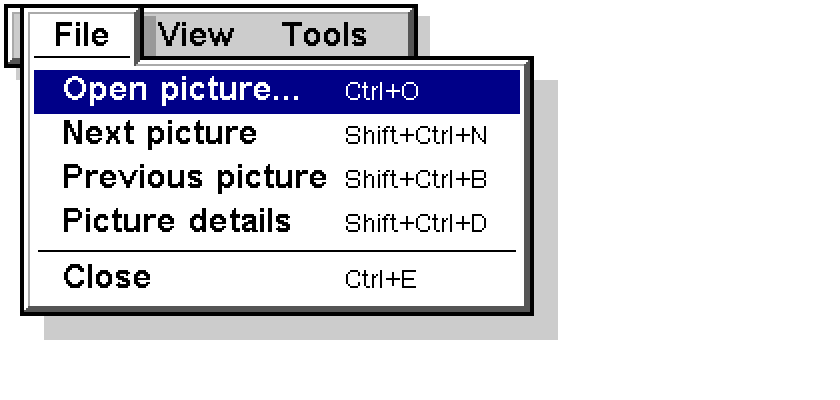 File View Tools
Open picture... Ctrl+O
Next picture Shift+Ctrl+N
Previous picture Shift+Ctrl+B
Picture details Shift+Ctrl+D
Close Ctrl+E